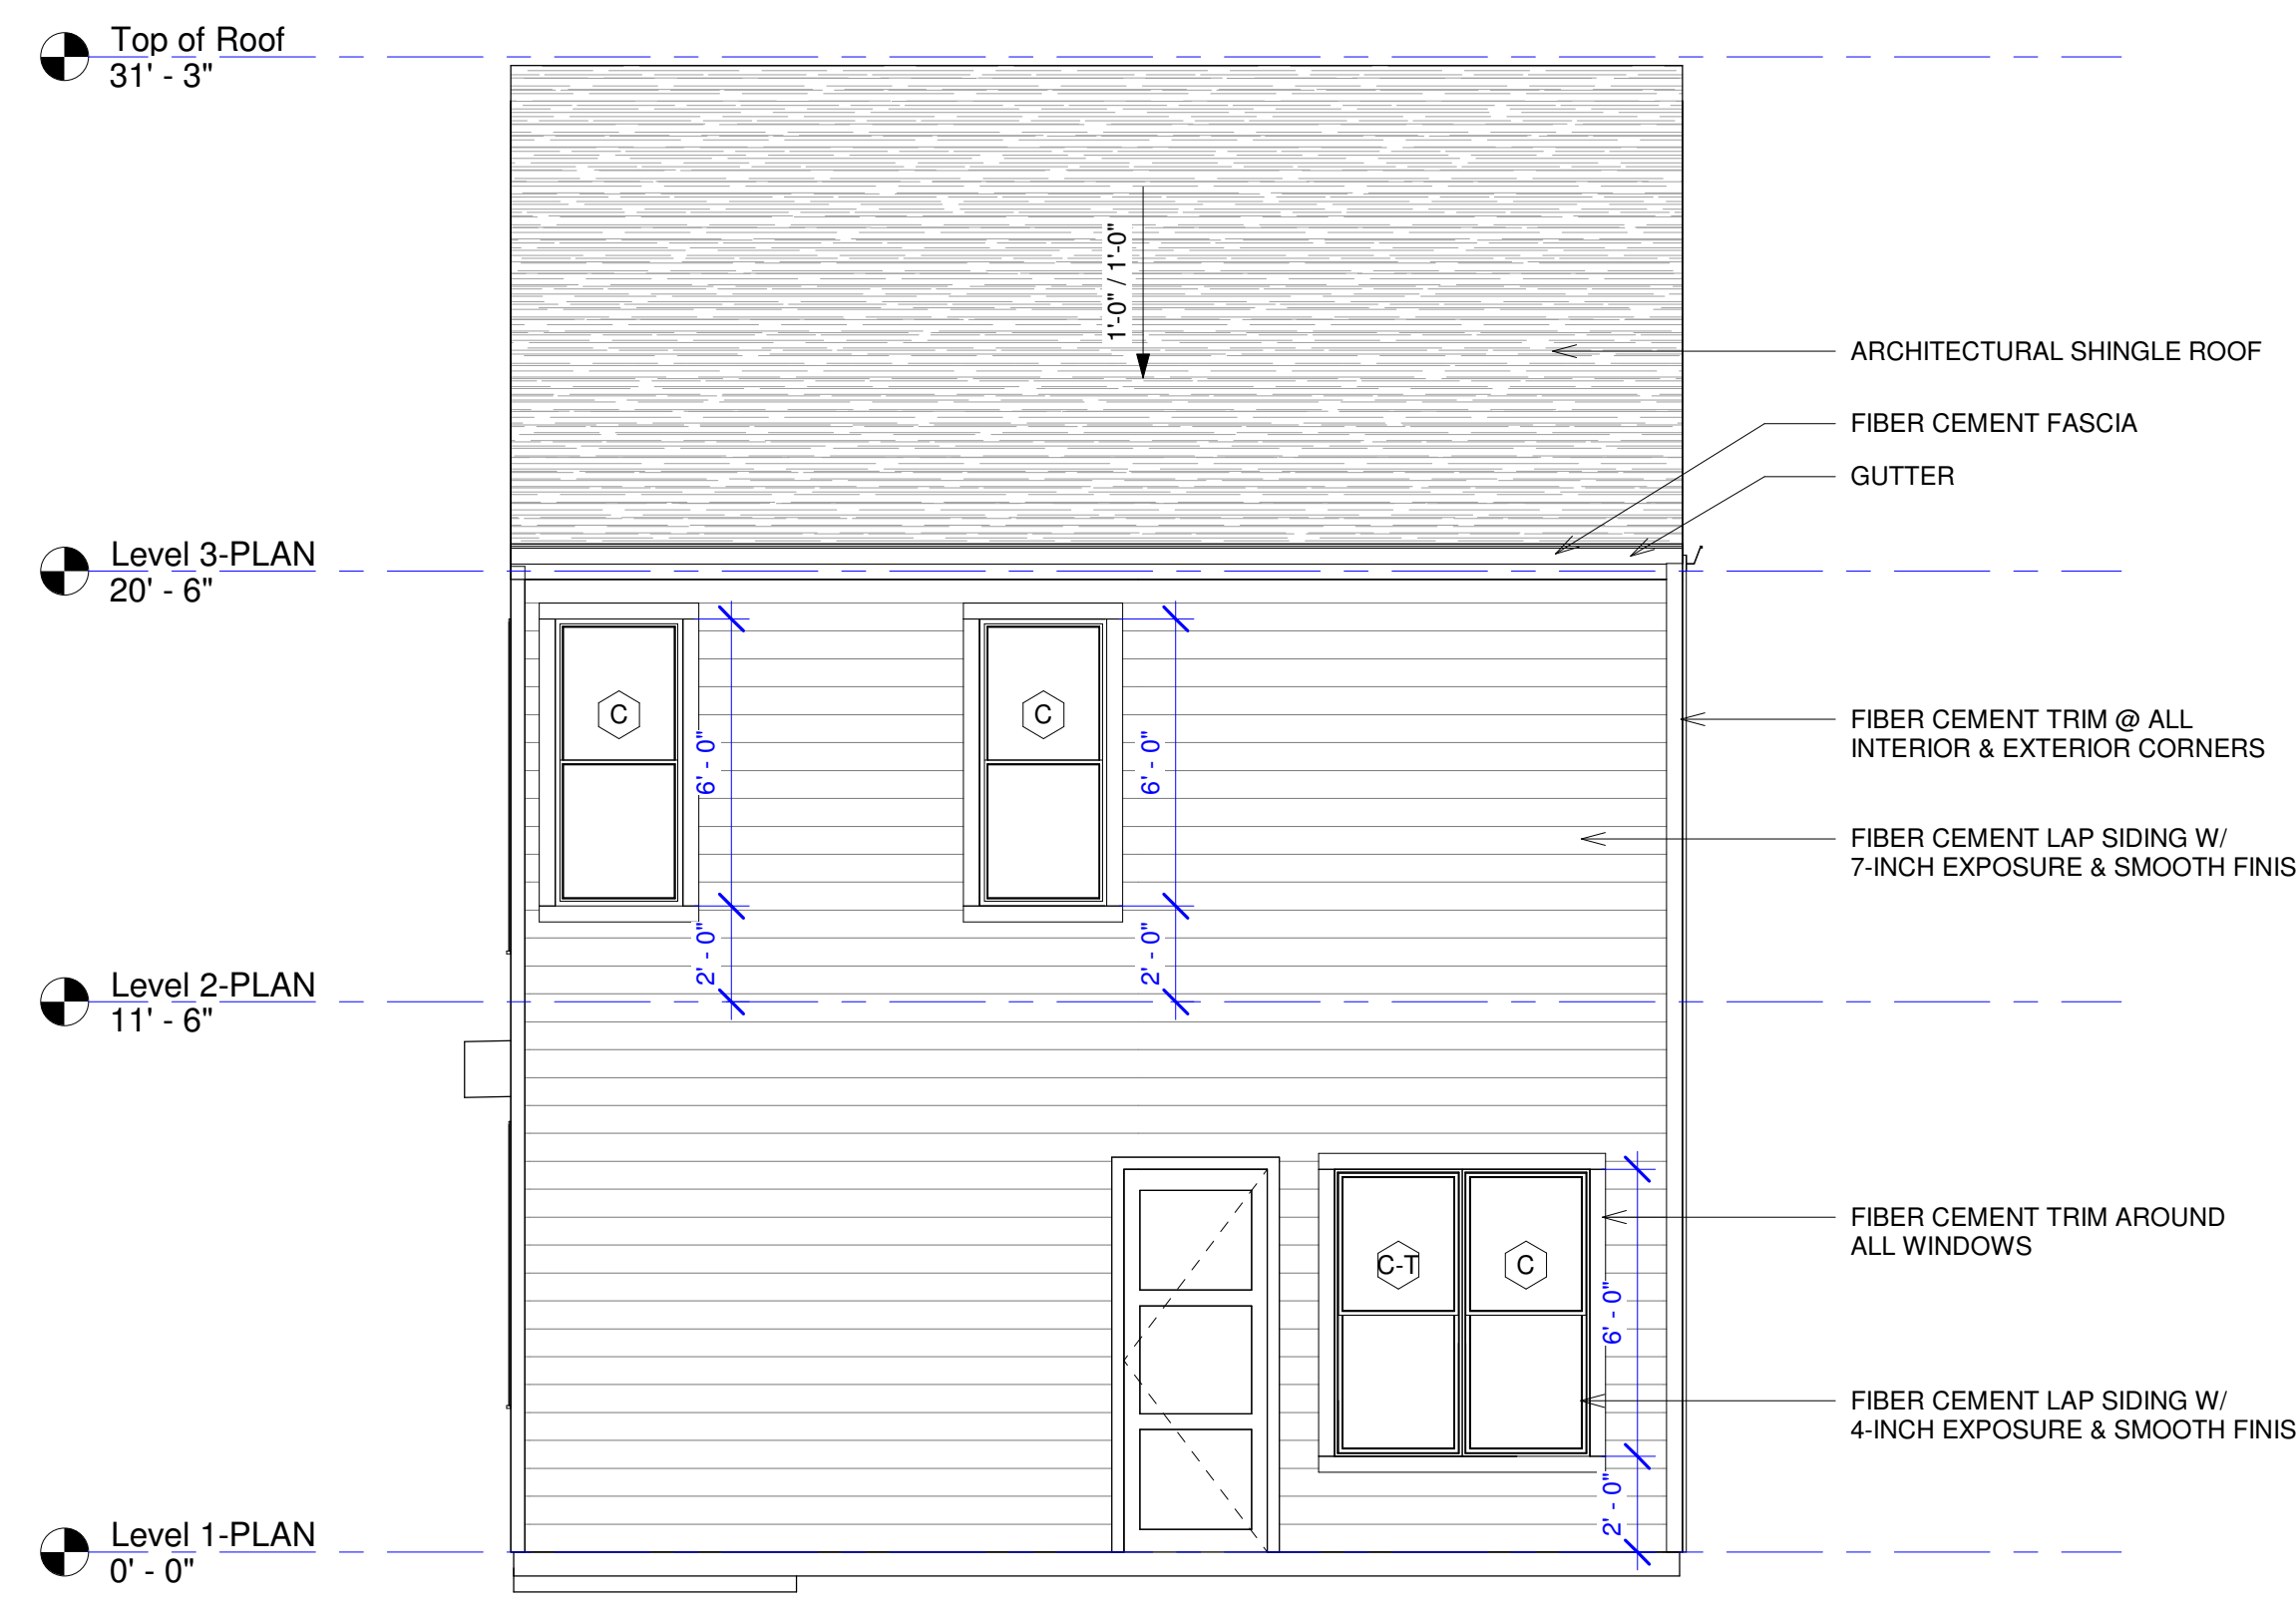 Top of Roof
31' - 3"
1'-0" / 1'-0"
ARCHITECTURAL SHINGLE ROOF
FIBER CEMENT FASCIA
GUTTER
Level 3-PLAN
20' - 6"
C
C
6' - 0"
6' - 0"
FIBER CEMENT TRIM @ ALL
INTERIOR & EXTERIOR CORNERS
FIBER CEMENT LAP SIDING W/
7-INCH EXPOSURE & SMOOTH FINIS
2' - 0"
2' - 0"
Level 2-PLAN
11' - 6"
FIBER CEMENT TRIM AROUND
ALL WINDOWS
C-T
C
6' - 0"
FIBER CEMENT LAP SIDING W/
4-INCH EXPOSURE & SMOOTH FINIS
2' - 0"
Level 1-PLAN
0' - 0"